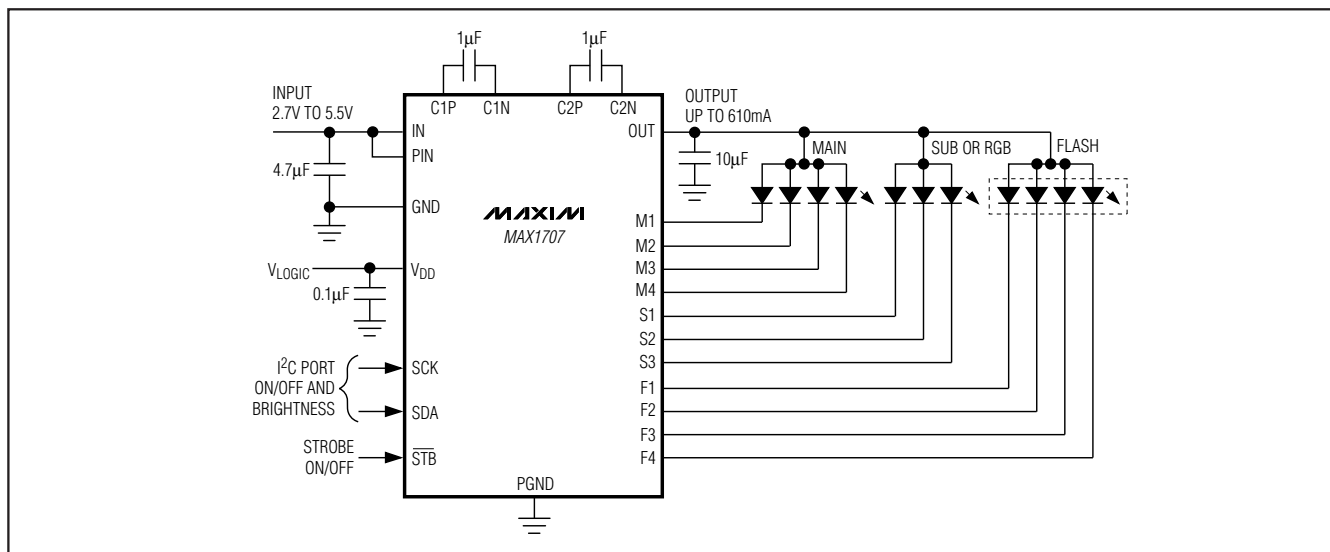 1µF
1µF
INPUT
2.7V TO 5.5V
C1P
C1N
C2P
C2N
OUTPUT
UP TO 610mA
IN
OUT
PIN
MAIN
SUB OR RGB
FLASH
4.7µF
10µF
GND
MAXIM
MAX1707
M1
M2
M3
M4
VLOGIC
VDD
0.1µF
S1
S2
S3
I²C PORT
ON/OFF AND
BRIGHTNESS
SCK
SDA
F1
F2
F3
F4
STROBE
ON/OFF
STB
PGND